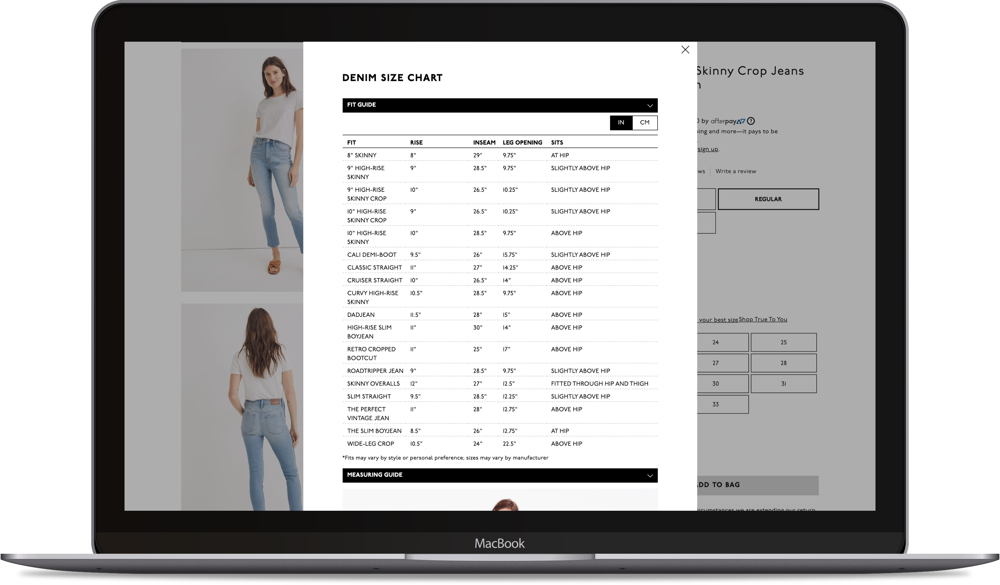 Skinny Crop Jeans
DENIM SIZE CHART
FIT GUIDE
IN CM
by afterpay ?
and more—it pays to be
sign up.
FIT RISE INSEAM LEG OPENING SITS
8" SKINNY 8" 29" 9.75" AT HIP
9" HIGH-RISE 9" 28.5" 9.75" SLIGHTLY ABOVE HIP
SKINNY
Write a review
9" HIGH-RISE 10" 26.5" 10.25" SLIGHTLY ABOVE HIP
SKINNY CROP
REGULAR
10" HIGH-RISE 9" 26.5" 10.25" SLIGHTLY ABOVE HIP
SKINNY CROP
10" HIGH-RISE 10" 28.5" 9.75" ABOVE HIP
SKINNY
CALI DEMI-BOOT 9.5" 26" 15.75" SLIGHTLY ABOVE HIP
CLASSIC STRAIGHT 11" 27" 14.25" ABOVE HIP
CRUISER STRAIGHT 10" 26.5" 14" ABOVE HIP
CURVY HIGH-RISE 10.5" 28.5" 9.75" ABOVE HIP
SKINNY
DADJEAN 11.5" 28" 15" ABOVE HIP
your best size Shop True To You
HIGH-RISE SLIM 11" 30" 14" ABOVE HIP
BOYJEAN
24 25
RETRO CROPPED 11" 25" 17" ABOVE HIP
BOOTCUT
27 28
ROADTRIPPER JEAN 9" 28.5" 9.75" SLIGHTLY ABOVE HIP
SKINNY OVERALLS 12" 27" 12.5" FITTED THROUGH HIP AND THIGH
30 31
SLIM STRAIGHT 9.5" 28.5" 12.25" SLIGHTLY ABOVE HIP
33
THE PERFECT 11" 28" 12.75" ABOVE HIP
VINTAGE JEAN
THE SLIM BOYJEAN 8.5" 26" 12.75" AT HIP
WIDE-LEG CROP 10.5" 24" 22.5" ABOVE HIP
*Fits may vary by style or personal preference; sizes may vary by manufacturer
MEASURING GUIDE
ADD TO BAG
we are extending our return
MacBook